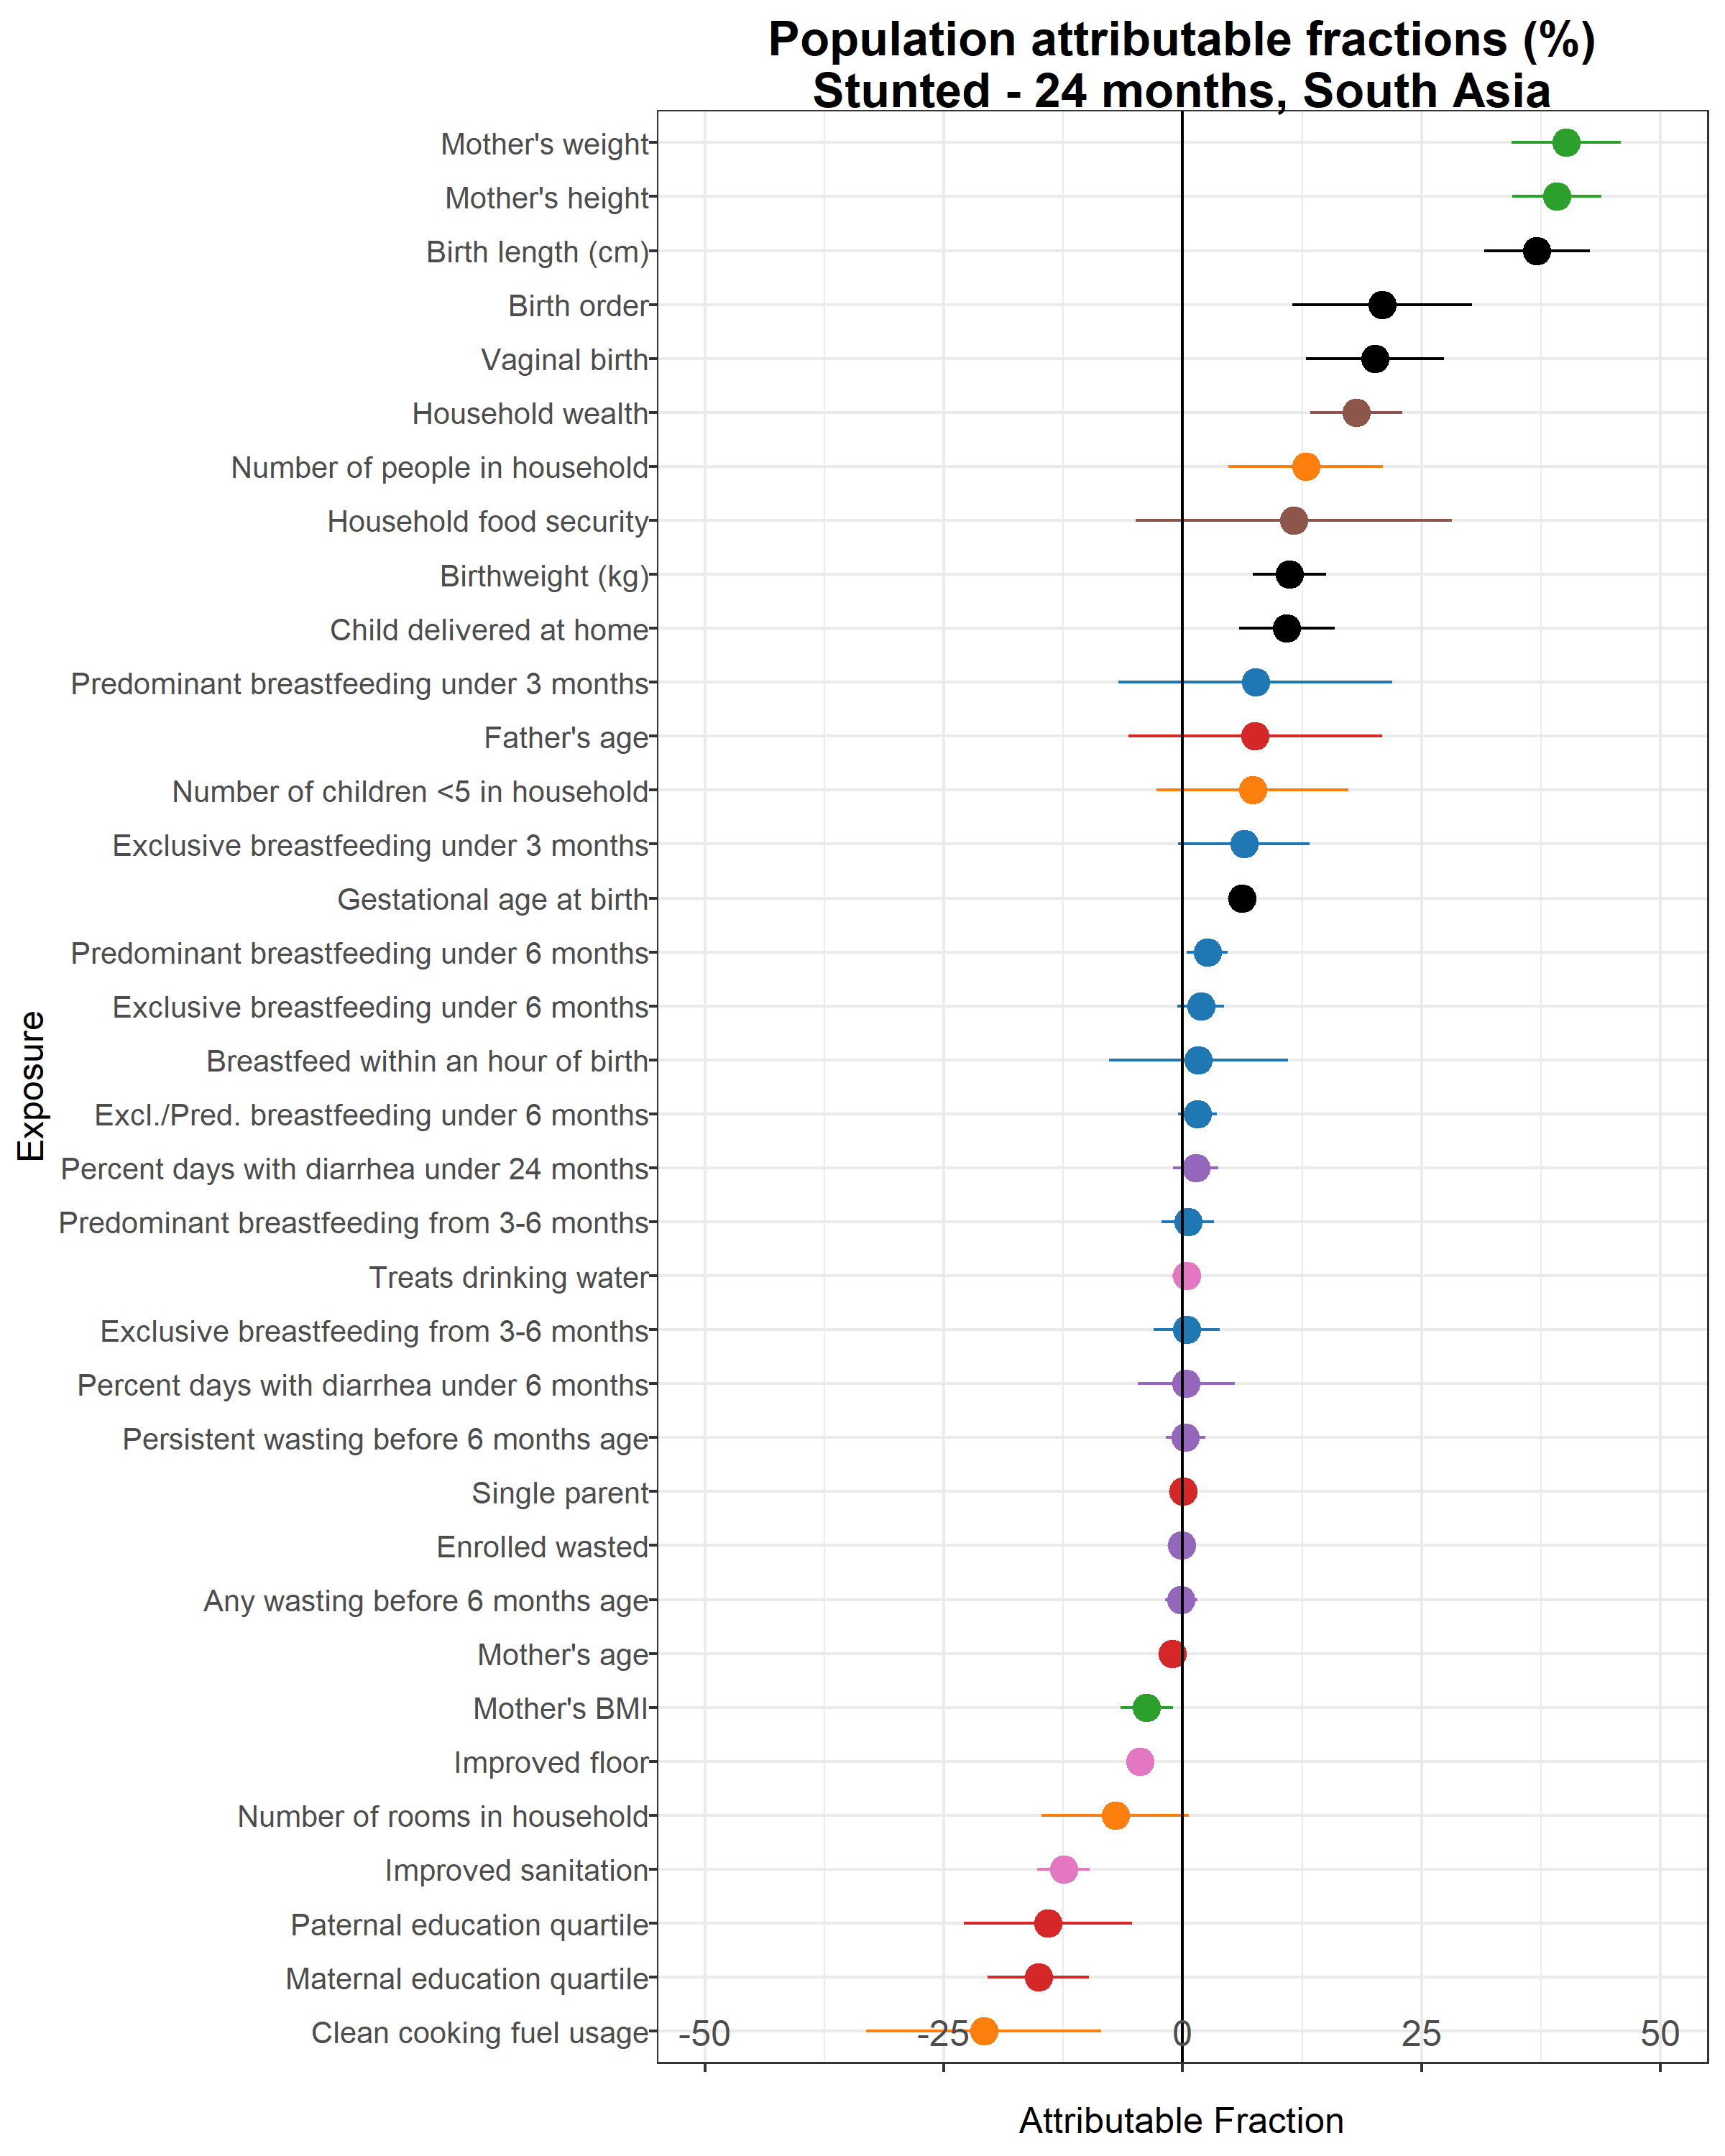 Population attributable fractions (%)
Stunted - 24 months, South Asia
Mother's weight
Mother's height
Birth length (cm)
Birth order
Vaginal birth
Household wealth
Number of people in household
Household food security
Birthweight (kg)
Child delivered at home
Predominant breastfeeding under 3 months
Father's age
Number of children <5 in household
Exclusive breastfeeding under 3 months
Gestational age at birth
Predominant breastfeeding under 6 months
Exclusive breastfeeding under 6 months
Breastfeed within an hour of birth
Excl./Pred. breastfeeding under 6 months
Percent days with diarrhea under 24 months
Predominant breastfeeding from 3-6 months
Treats drinking water
Exclusive breastfeeding from 3-6 months
Percent days with diarrhea under 6 months
Persistent wasting before 6 months age
Single parent
Enrolled wasted
Any wasting before 6 months age
Mother's age
Mother's BMI
Improved floor
Number of rooms in household
Improved sanitation
Paternal education quartile
Maternal education quartile
Clean cooking fuel usage
Exposure
-50 -25 0 25 50
Attributable Fraction